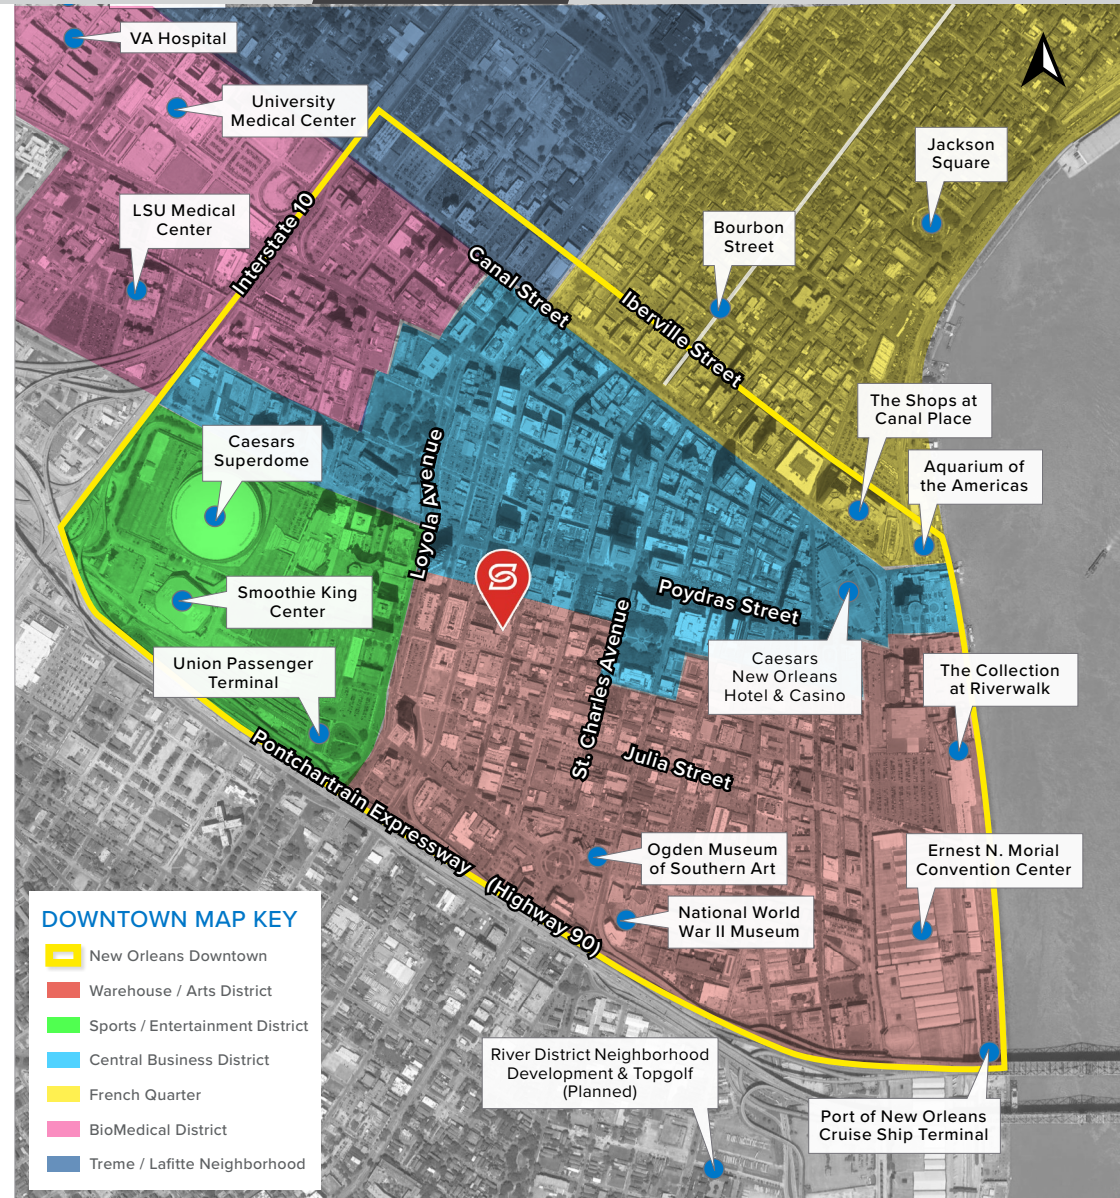 VA Hospital
University
Medical Center
Jackson
Square
LSU Medical
Center
Bourbon
Street
Interstate 10
Canal Street
Iberville Street
The Shops at
Canal Place
Caesars
Superdome
Aquarium of
the Americas
Loyola Avenue
Smoothie King
Center
Poydras Street
St. Charles Avenue
Union Passenger
Terminal
Caesars
New Orleans
Hotel & Casino
The Collection
at Riverwalk
Julia Street
Pontchartrain Expressway (Highway 90)
Ogden Museum
of Southern Art
Ernest N. Morial
Convention Center
National World
War II Museum
DOWNTOWN MAP KEY
New Orleans Downtown
Warehouse / Arts District
Sports / Entertainment District
Central Business District
French Quarter
BioMedical District
Treme / Lafitte Neighborhood
River District Neighborhood
Development & Topgolf
(Planned)
Port of New Orleans
Cruise Ship Terminal